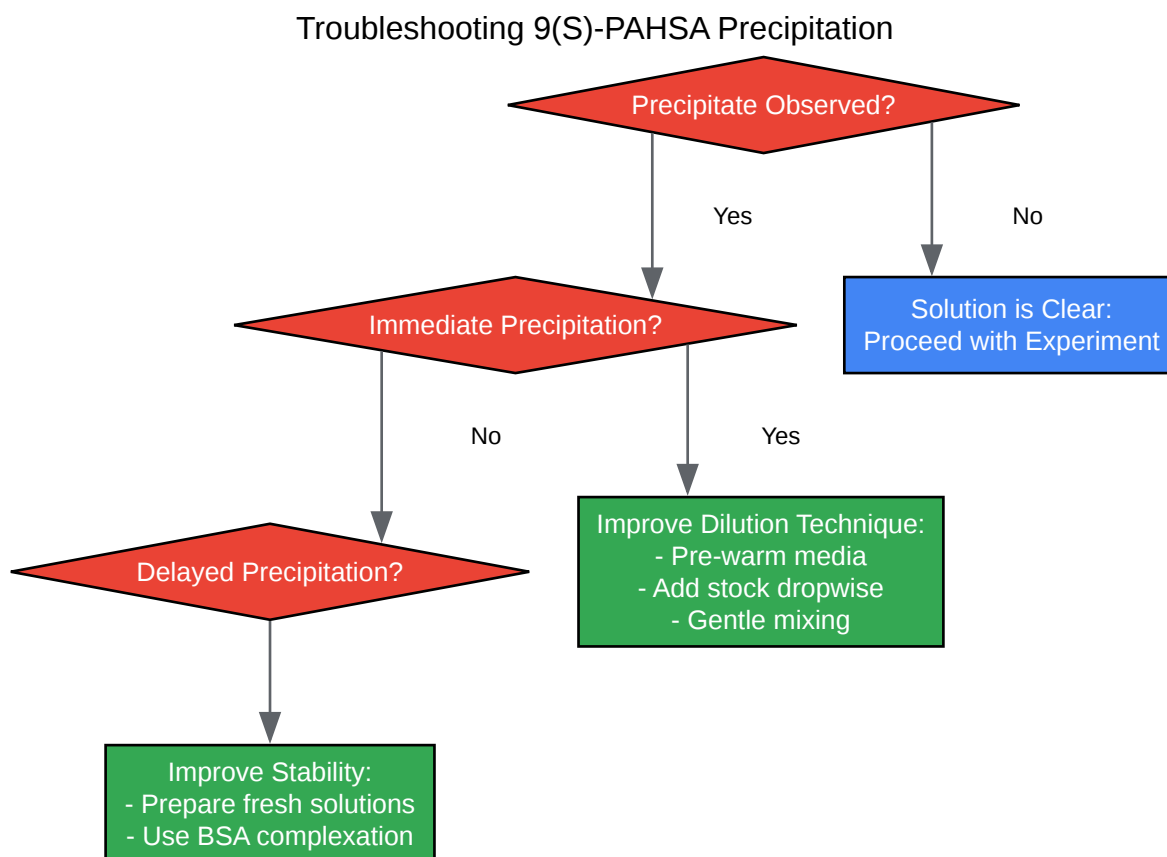 Troubleshooting 9(S)-PAHSA Precipitation
Precipitate Observed?
Yes
No
Immediate Precipitation?
Solution is Clear:
Proceed with Experiment
No
Yes
Improve Dilution Technique:
- Pre-warm media
- Add stock dropwise
- Gentle mixing
Delayed Precipitation?
Improve Stability:
- Prepare fresh solutions
- Use BSA complexation